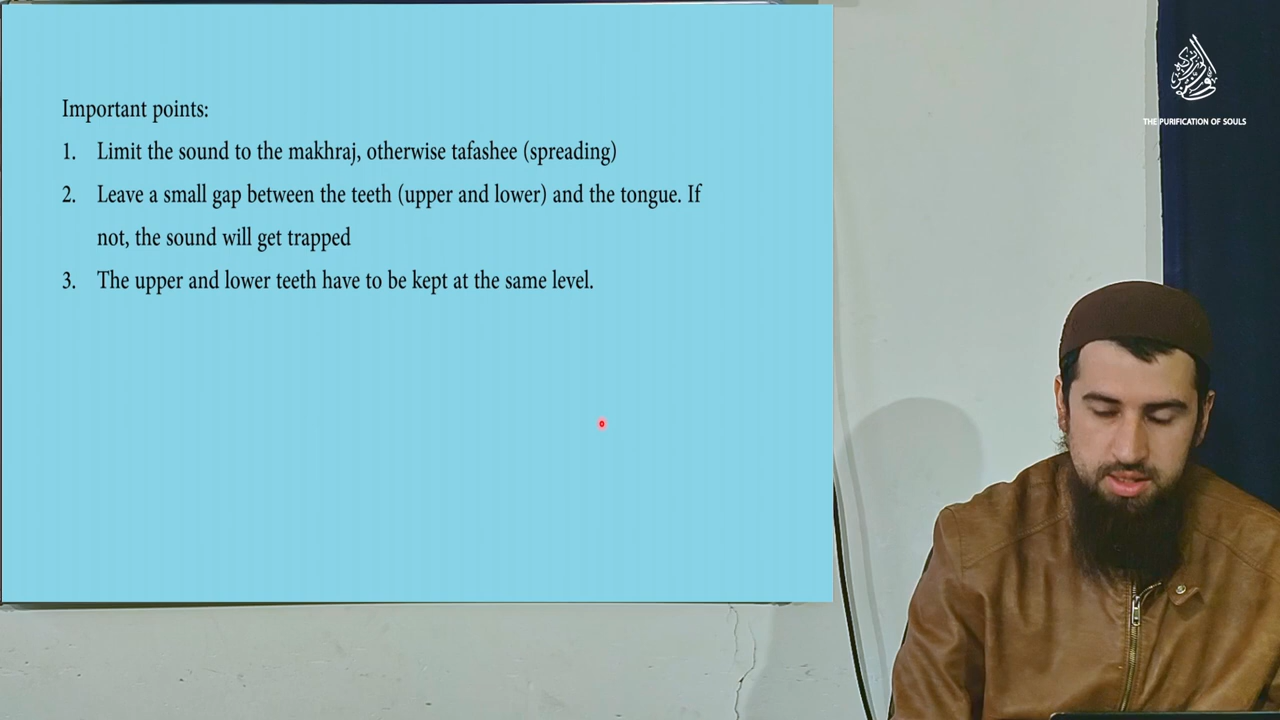 Important points:
1. Limit the sound to the makhraj, otherwise tafashee (spreading)
2. Leave a small gap between the teeth (upper and lower) and the tongue. If
not, the sound will get trapped
3. The upper and lower teeth have to be kept at the same level.
THE PURIFICATION OF SOULS